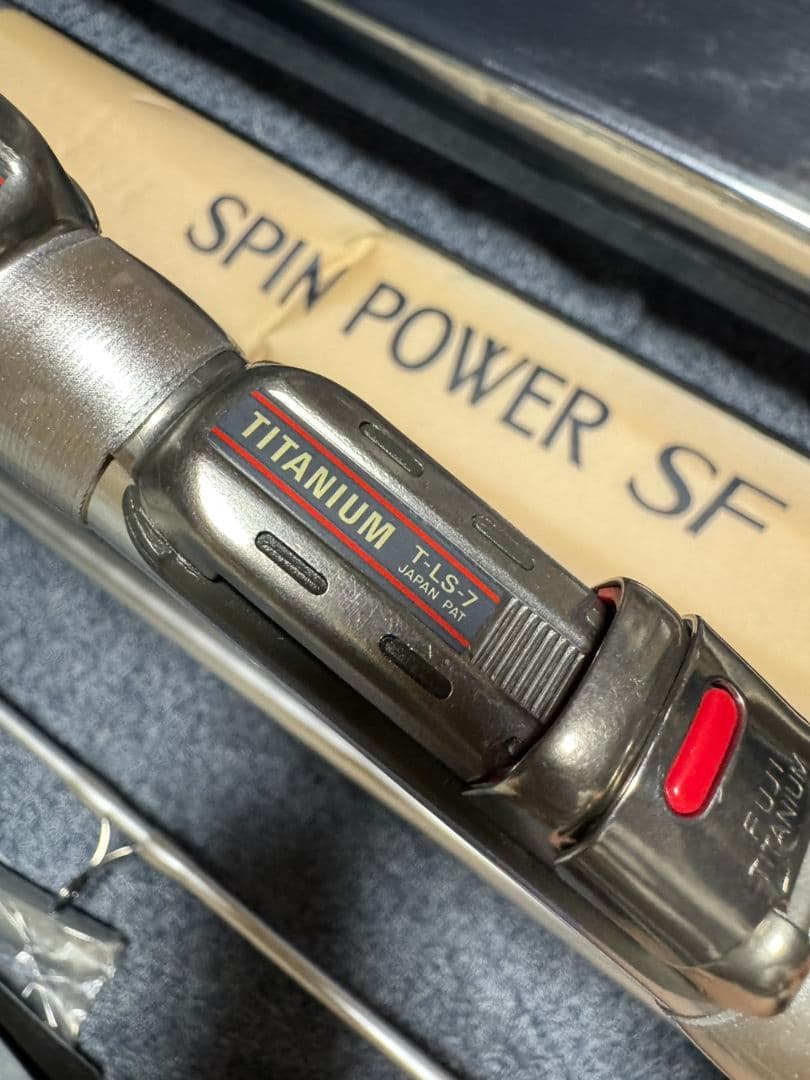 SPIN POWER SF
TITANIUM
T-LS-7
JAPAN PAT
FUJI
TITANIUM